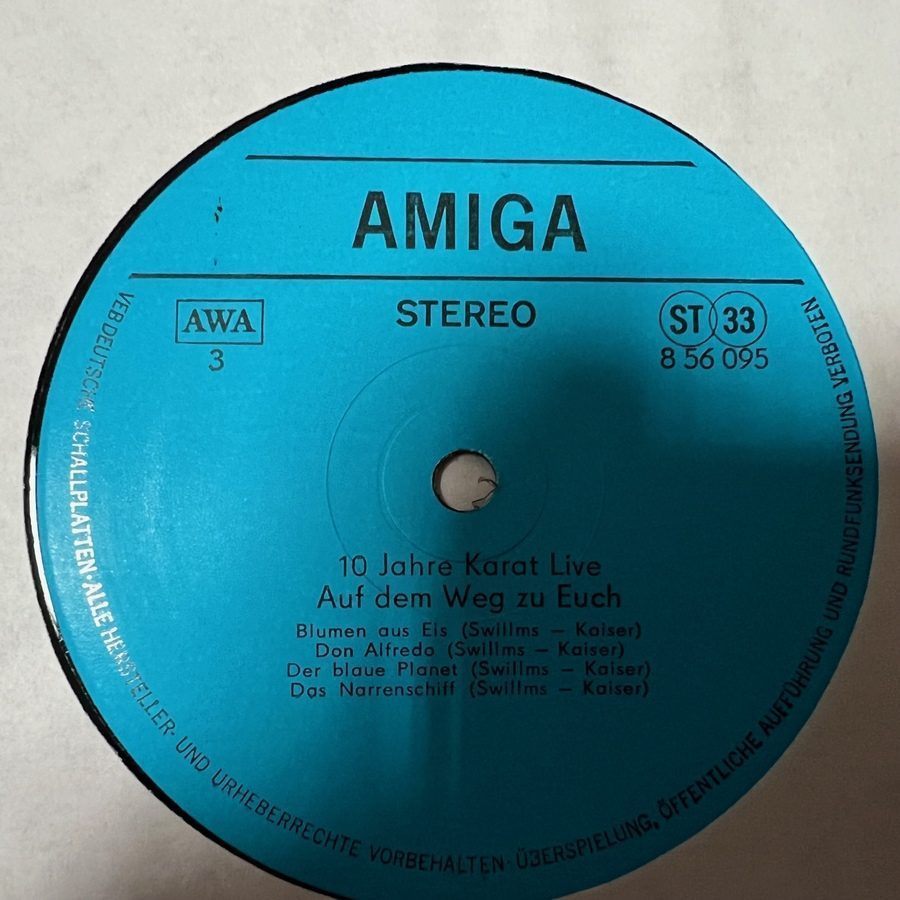 AMIGA
AWA
STEREO
ST 33
3
8 56 095
10 Jahre Karat Live
Auf dem Weg zu Euch
Blumen aus Eis (Swillms – Kaiser)
Don Alfredo (Swillms – Kaiser)
Der blaue Planet (Swillms – Kaiser)
Das Narrenschiff (Swillms – Kaiser)
VEB DEUTSCHE SCHALLPLATTEN · ALLE HERSTELLER- UND URHEBERRECHTE VORBEHALTEN · ÜBERSPIELUNG, ÖFFENTLICHE AUFFÜHRUNG UND RUNDFUNKSENDUNG VERBOTEN